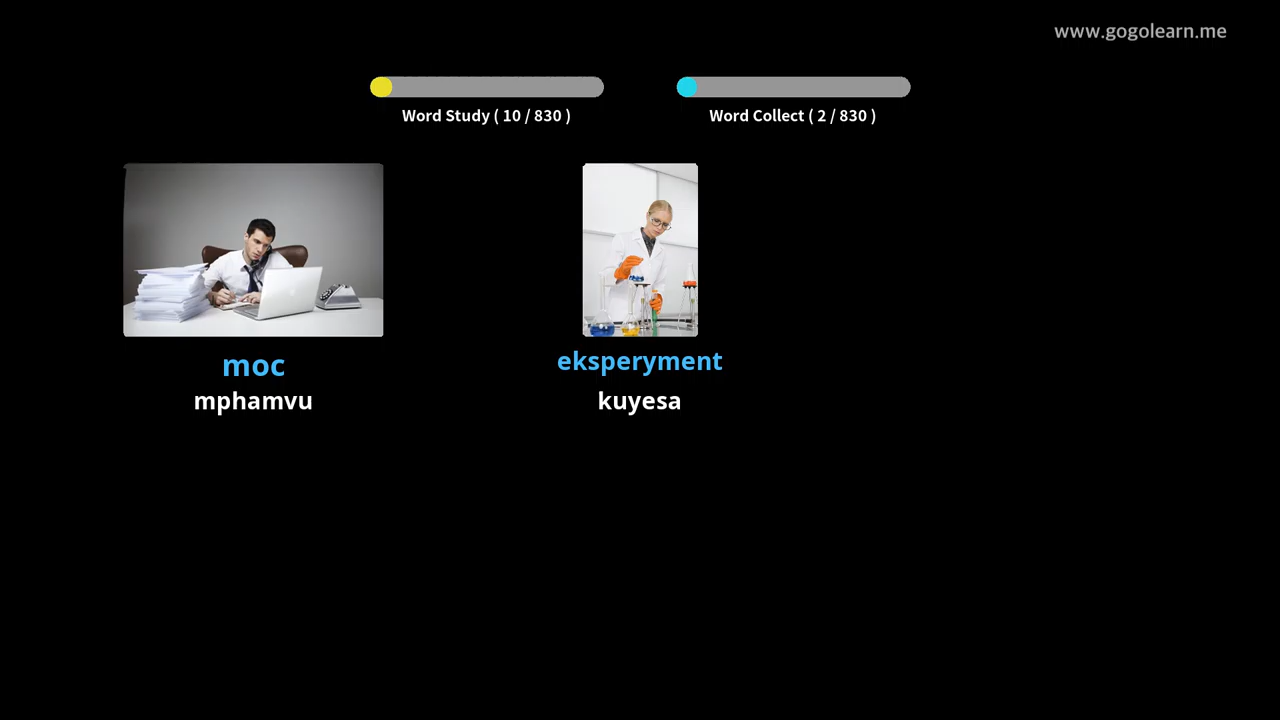 www.gogolearn.me
Word Study ( 10 / 830 )
Word Collect ( 2 / 830 )
moc
mphamvu
eksperyment
kuyesa